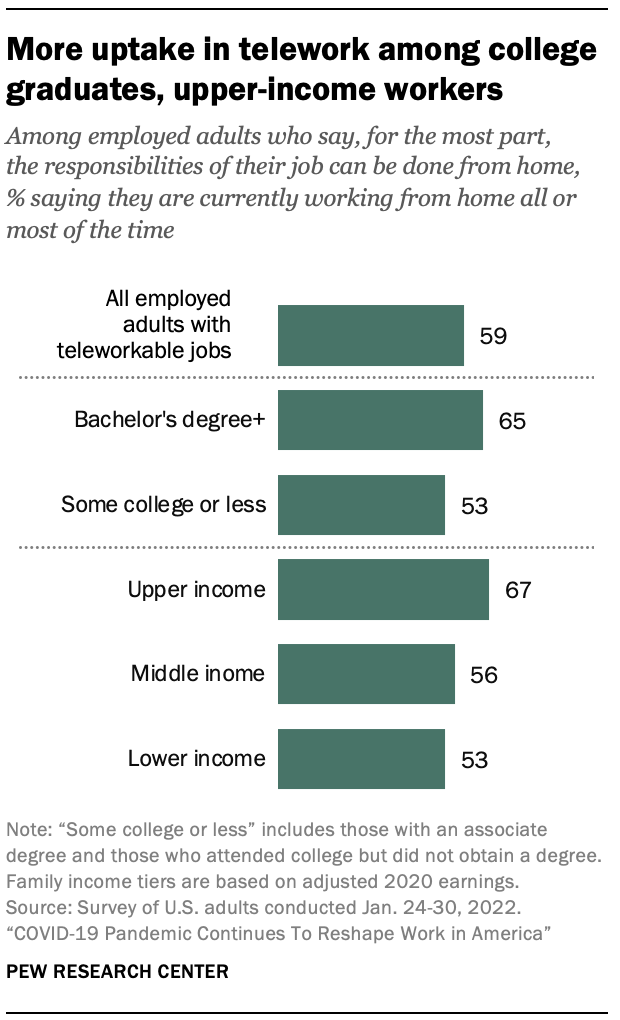 More uptake in telework among college
graduates, upper-income workers
Among employed adults who say, for the most part,
the responsibilities of their job can be done from home,
% saying they are currently working from home all or
most of the time
All employed
adults with
teleworkable jobs
59
Bachelor's degree+ 65
Some college or less 53
Upper income 67
Middle inome 56
Lower income 53
Note: “Some college or less” includes those with an associate
degree and those who attended college but did not obtain a degree.
Family income tiers are based on adjusted 2020 earnings.
Source: Survey of U.S. adults conducted Jan. 24-30, 2022.
“COVID-19 Pandemic Continues To Reshape Work in America”
PEW RESEARCH CENTER